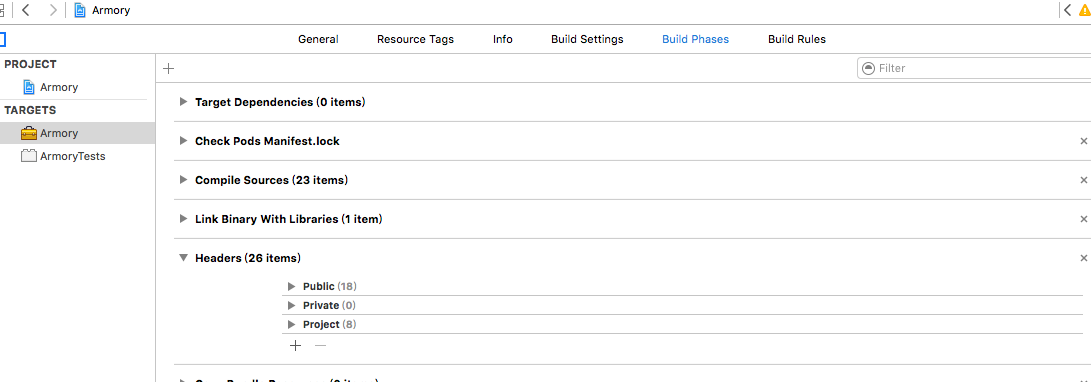 Armory
General Resource Tags Info Build Settings Build Phases Build Rules
PROJECT
Armory
TARGETS
Armory
ArmoryTests
Filter
Target Dependencies (0 items)
Check Pods Manifest.lock
Compile Sources (23 items)
Link Binary With Libraries (1 item)
Headers (26 items)
Public (18)
Private (0)
Project (8)